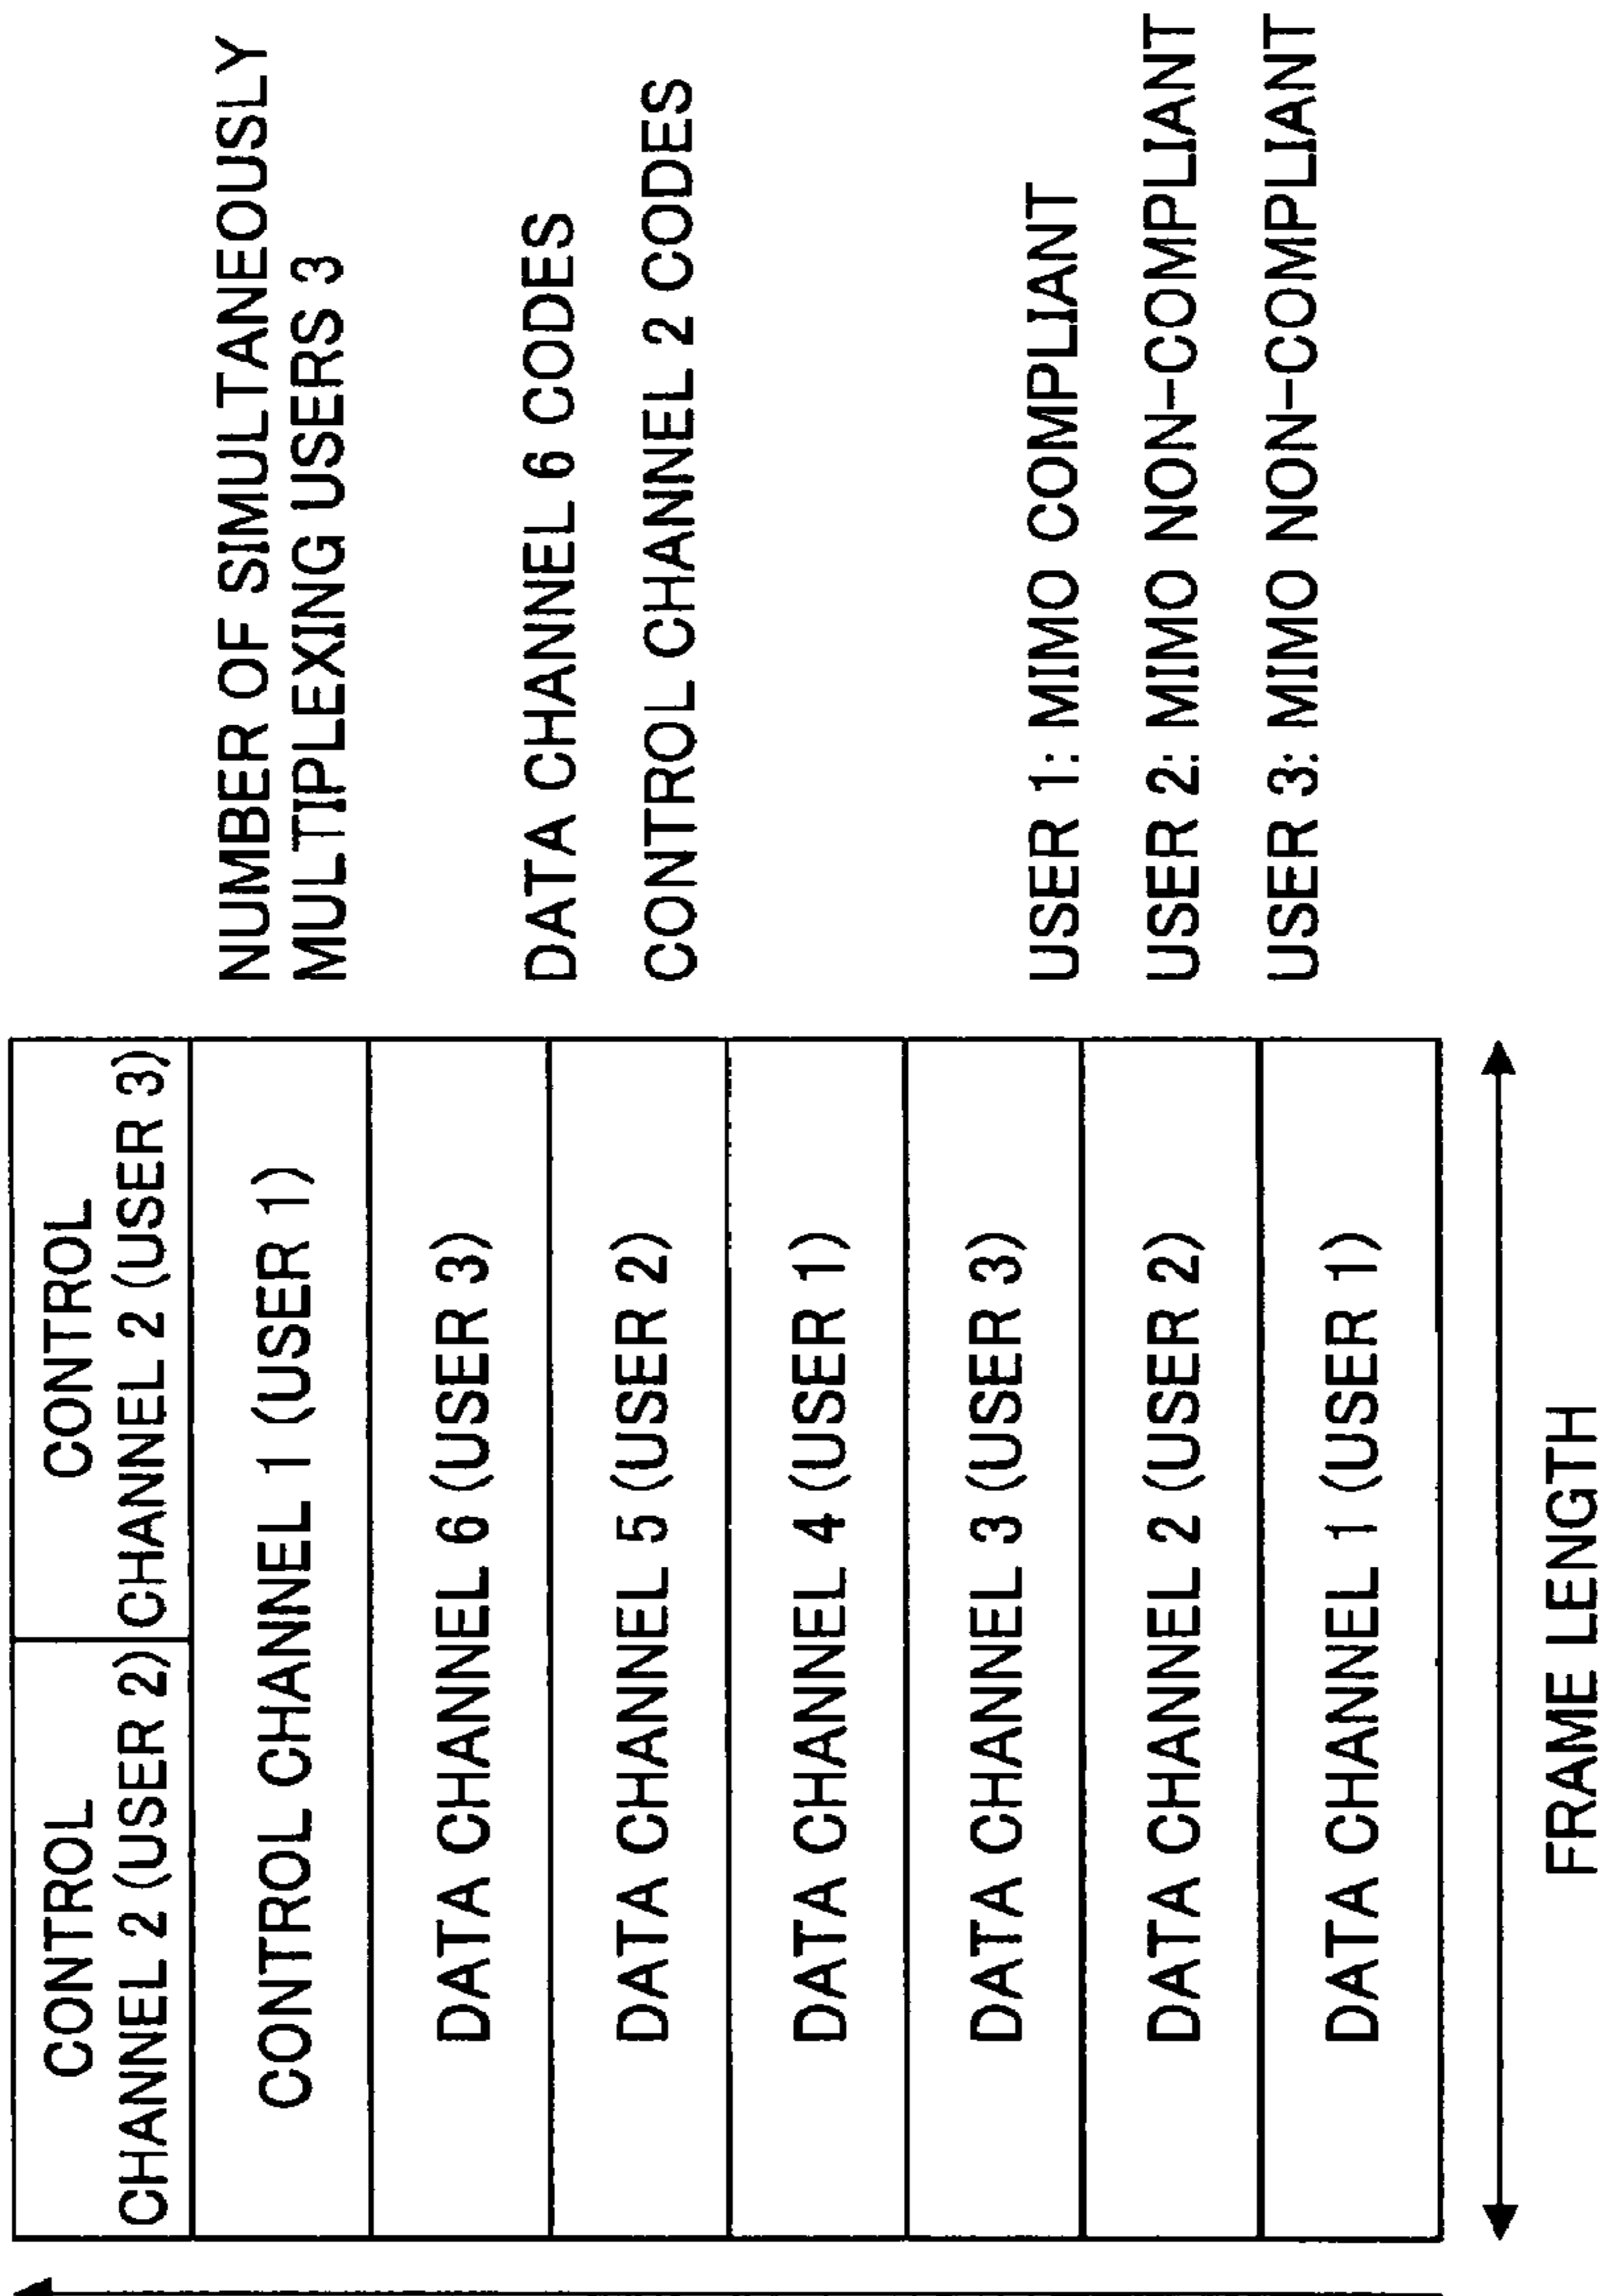 CONTROL
CHANNEL 2 (USER 2)
CONTROL
CHANNEL 2 (USER 3)
CONTROL CHANNEL 1 (USER 1)
DATA CHANNEL 6 (USER 3)
DATA CHANNEL 5 (USER 2)
DATA CHANNEL 4 (USER 1)
DATA CHANNEL 3 (USER 3)
DATA CHANNEL 2 (USER 2)
DATA CHANNEL 1 (USER 1)
FRAME LENGTH
NUMBER OF SIMULTANEOUSLY
MULTIPLEXING USERS 3
DATA CHANNEL 6 CODES
CONTROL CHANNEL 2 CODES
USER 1: MIMO COMPLIANT
USER 2: MIMO NON-COMPLIANT
USER 3: MIMO NON-COMPLIANT